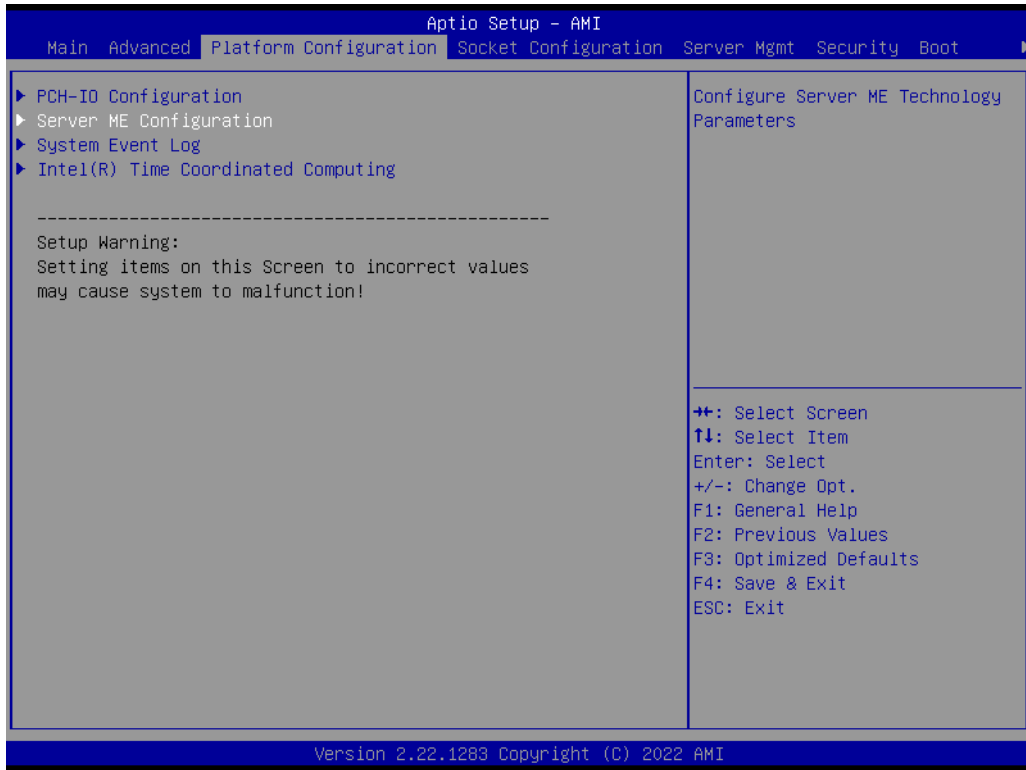 Aptio Setup – AMI
Main Advanced Platform Configuration Socket Configuration Server Mgmt Security Boot ►
► PCH-IO Configuration
► Server ME Configuration
► System Event Log
► Intel(R) Time Coordinated Computing
--------------------------------------------------
Setup Warning:
Setting items on this Screen to incorrect values
may cause system to malfunction!
Configure Server ME Technology
Parameters
→←: Select Screen
↑↓: Select Item
Enter: Select
+/-: Change Opt.
F1: General Help
F2: Previous Values
F3: Optimized Defaults
F4: Save & Exit
ESC: Exit
Version 2.22.1283 Copyright (C) 2022 AMI